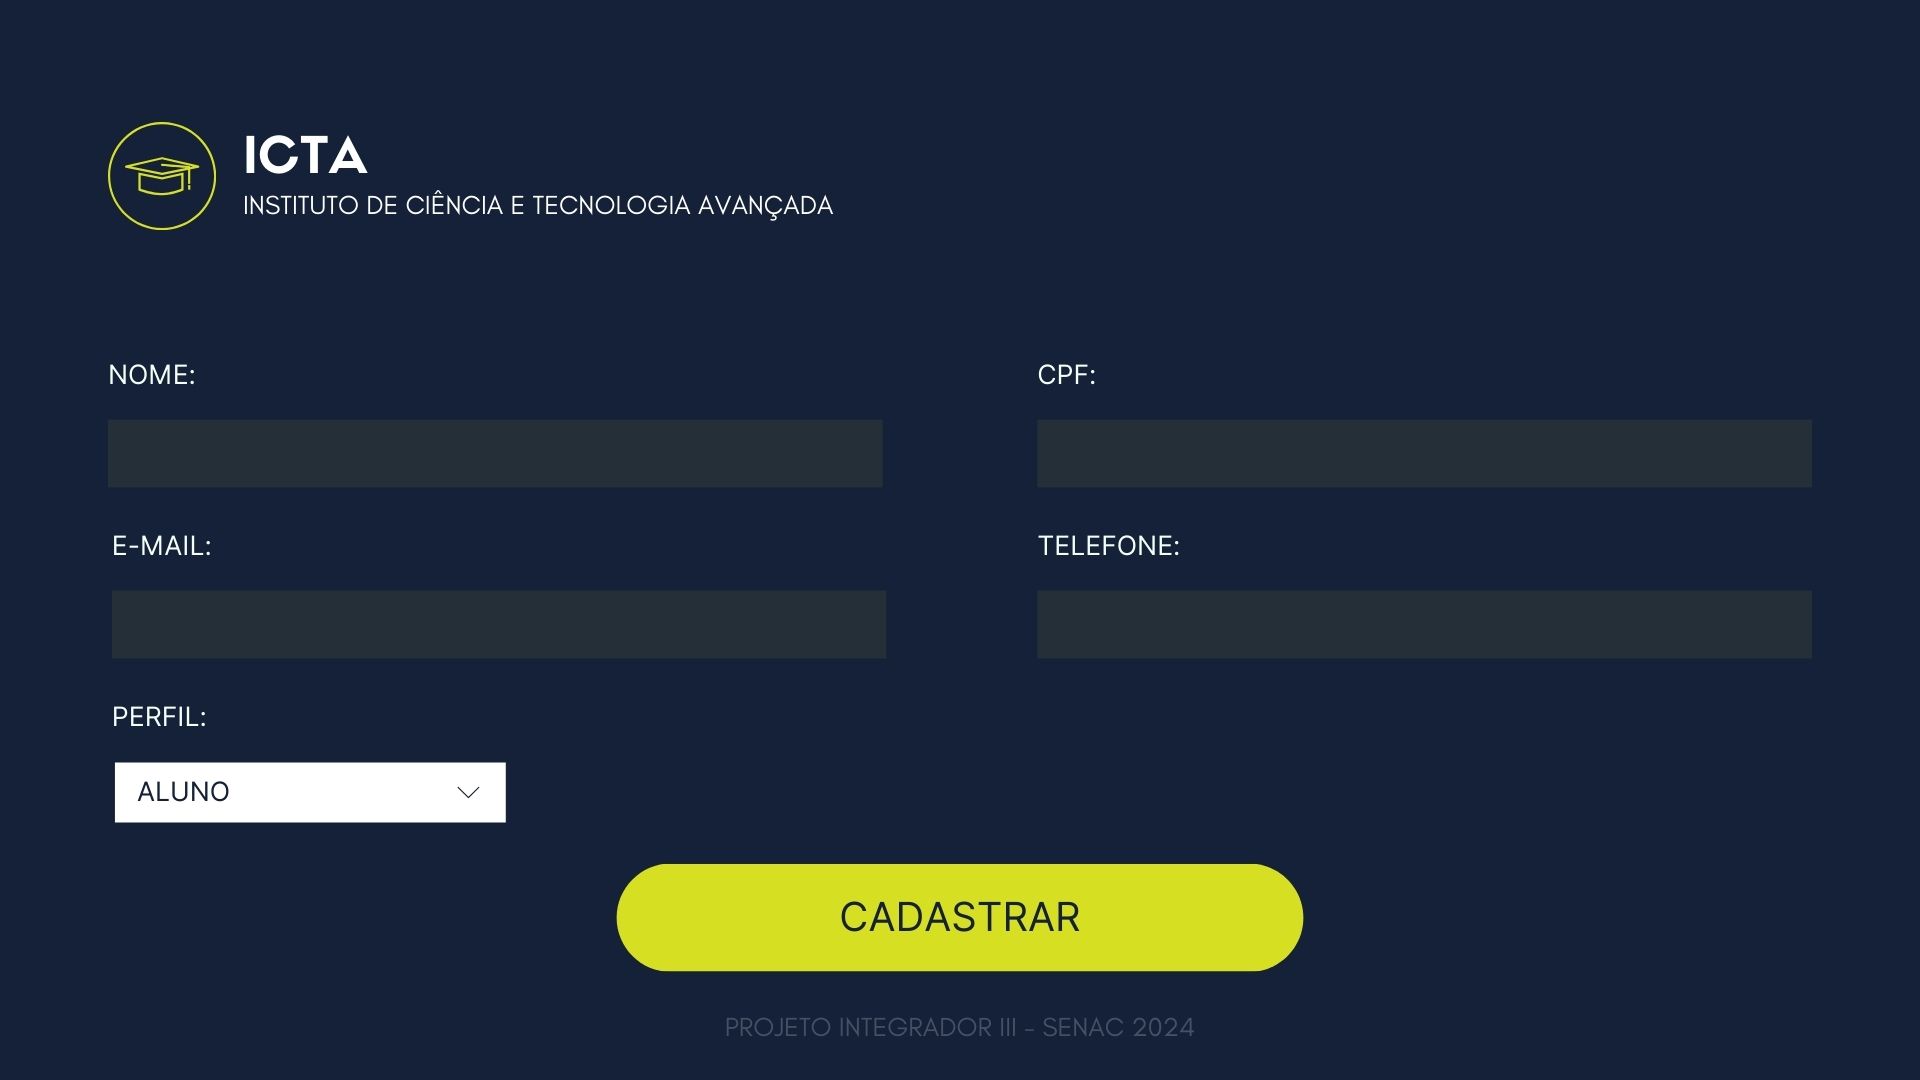 ICTA
INSTITUTO DE CIÊNCIA E TECNOLOGIA AVANÇADA
NOME:
CPF:
E-MAIL:
TELEFONE:
PERFIL:
ALUNO
CADASTRAR
PROJETO INTEGRADOR III - SENAC 2024